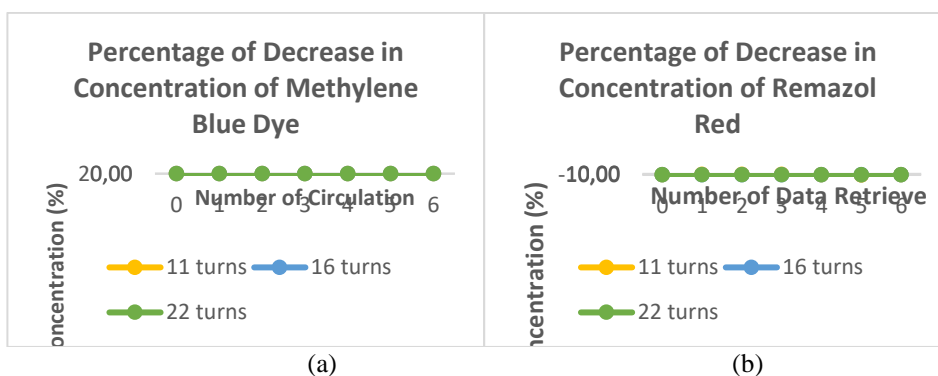 Percentage of Decrease in
Concentration of Methylene
Blue Dye
20,00
Number of Circulation
0 1 2 3 4 5 6
(%)
11 turns 16 turns
22 turns
(a)
Percentage of Decrease in
Concentration of Remazol
Red
-10,00
Number of Data Retrieve
0 1 2 3 4 5 6
(%)
11 turns 16 turns
22 turns
(b)